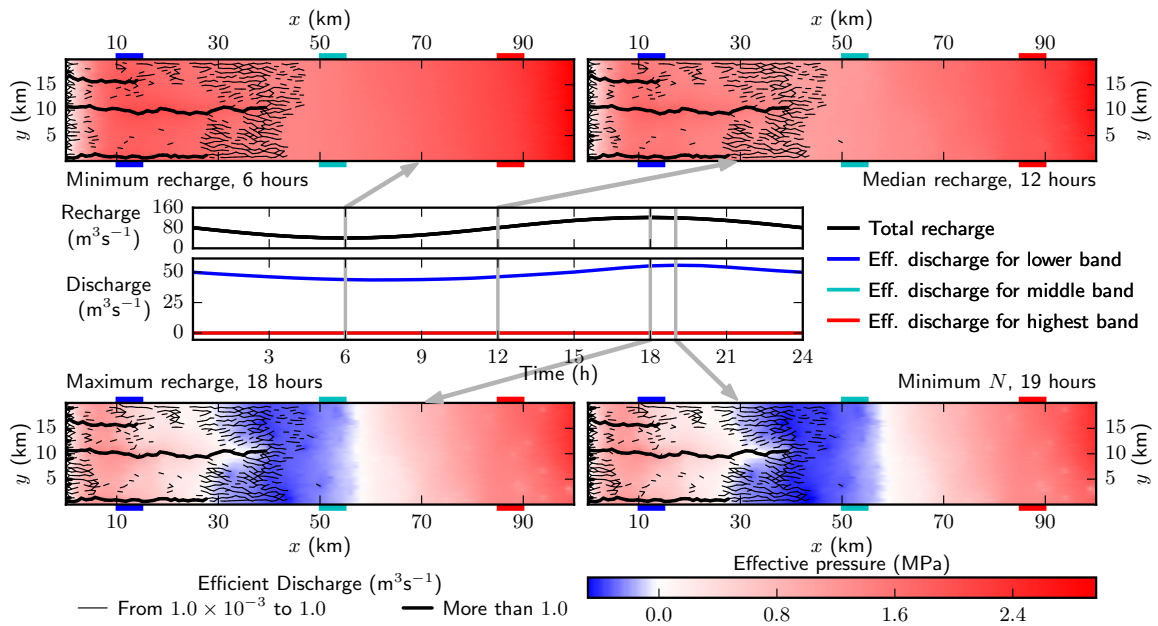 x (km) x (km)
10 30 50 70 90 10 30 50 70 90
y (km) 15 10 5 15 10 5 y (km)
Minimum recharge, 6 hours Median recharge, 12 hours
Recharge (m³s⁻¹) 160 80 0
Discharge (m³s⁻¹) 50 25 0
3 6 9 12 15 18 21 24
Time (h)
Total recharge
Eff. discharge for lower band
Eff. discharge for middle band
Eff. discharge for highest band
Maximum recharge, 18 hours Minimum N, 19 hours
y (km) 15 10 5 15 10 5 y (km)
10 30 50 70 90 10 30 50 70 90
x (km) x (km)
Efficient Discharge (m³s⁻¹)
From 1.0 × 10⁻³ to 1.0 More than 1.0
Effective pressure (MPa)
0.0 0.8 1.6 2.4